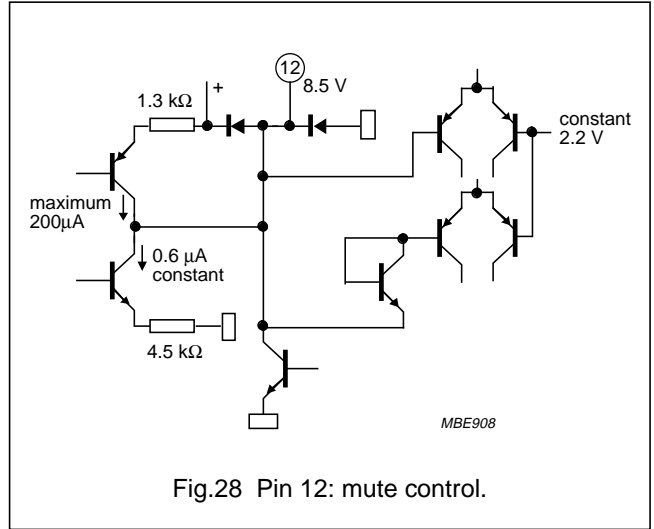 12
+
8.5 V
1.3 kΩ
constant
2.2 V
maximum
200μA
0.6 μA
constant
4.5 kΩ
MBE908
Fig.28 Pin 12: mute control.